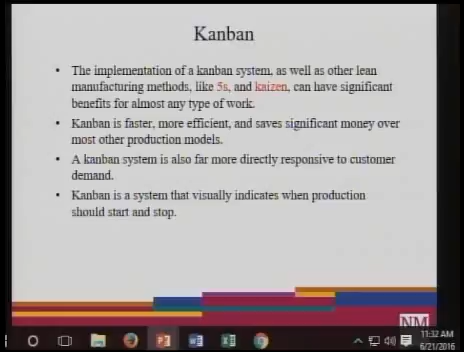 Kanban
• The implementation of a kanban system, as well as other lean
manufacturing methods, like 5s, and kaizen, can have significant
benefits for almost any type of work.
• Kanban is faster, more efficient, and saves significant money over
most other production models.
• A kanban system is also far more directly responsive to customer
demand.
• Kanban is a system that visually indicates when production
should start and stop.
NM
11:32 AM
6/21/2016